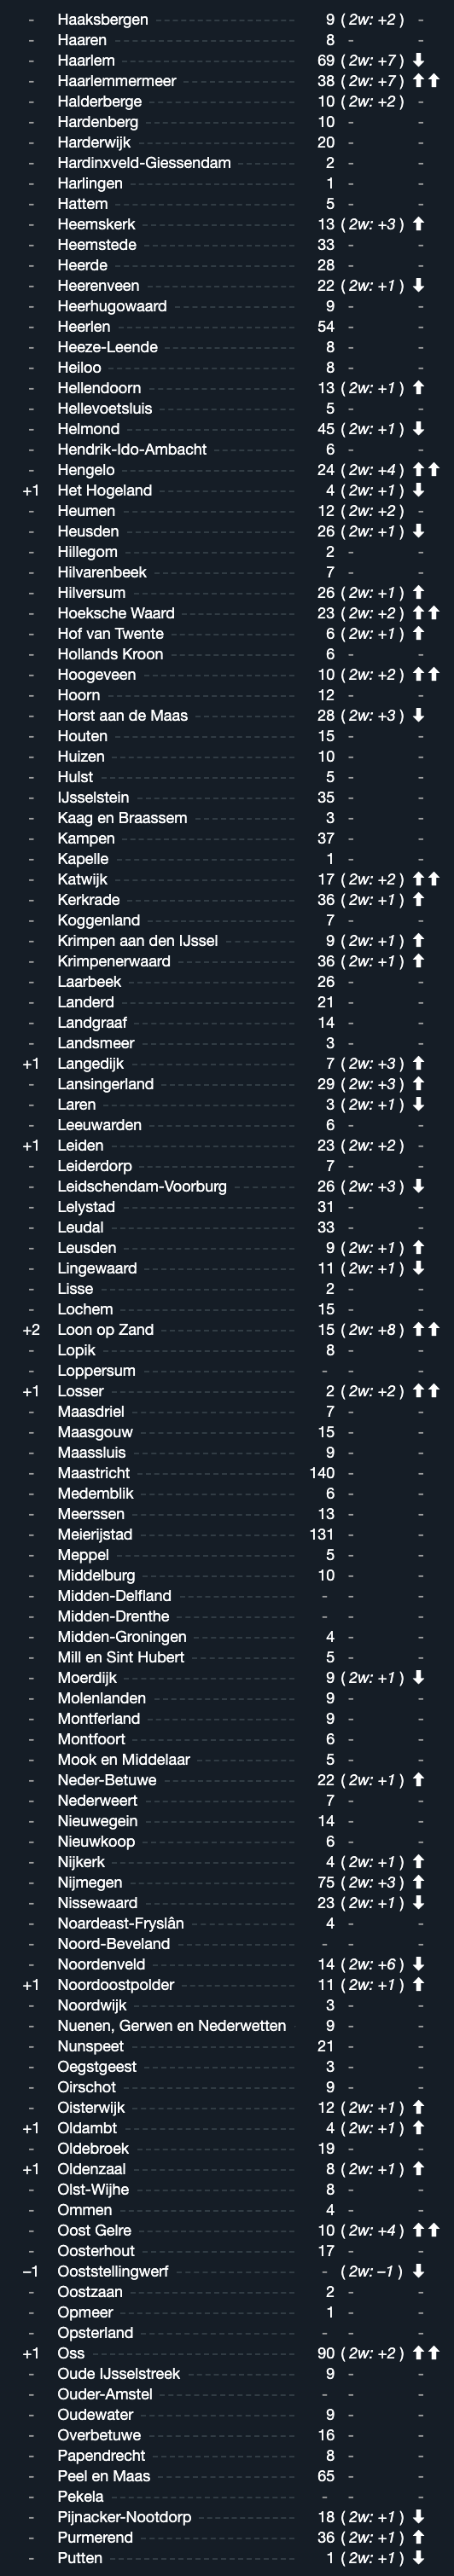 - Haaksbergen 9 ( 2w: +2 ) -
- Haaren 8 - -
- Haarlem 69 ( 2w: +7 ) ⬇
- Haarlemmermeer 38 ( 2w: +7 ) ⬆⬆
- Halderberge 10 ( 2w: +2 ) -
- Hardenberg 10 - -
- Harderwijk 20 - -
- Hardinxveld-Giessendam 2 - -
- Harlingen 1 - -
- Hattem 5 - -
- Heemskerk 13 ( 2w: +3 ) ⬆
- Heemstede 33 - -
- Heerde 28 - -
- Heerenveen 22 ( 2w: +1 ) ⬇
- Heerhugowaard 9 - -
- Heerlen 54 - -
- Heeze-Leende 8 - -
- Heiloo 8 - -
- Hellendoorn 13 ( 2w: +1 ) ⬆
- Hellevoetsluis 5 - -
- Helmond 45 ( 2w: +1 ) ⬇
- Hendrik-Ido-Ambacht 6 - -
- Hengelo 24 ( 2w: +4 ) ⬆⬆
+1 Het Hogeland 4 ( 2w: +1 ) ⬇
- Heumen 12 ( 2w: +2 ) -
- Heusden 26 ( 2w: +1 ) ⬇
- Hillegom 2 - -
- Hilvarenbeek 7 - -
- Hilversum 26 ( 2w: +1 ) ⬆
- Hoeksche Waard 23 ( 2w: +2 ) ⬆⬆
- Hof van Twente 6 ( 2w: +1 ) ⬆
- Hollands Kroon 6 - -
- Hoogeveen 10 ( 2w: +2 ) ⬆⬆
- Hoorn 12 - -
- Horst aan de Maas 28 ( 2w: +3 ) ⬇
- Houten 15 - -
- Huizen 10 - -
- Hulst 5 - -
- IJsselstein 35 - -
- Kaag en Braassem 3 - -
- Kampen 37 - -
- Kapelle 1 - -
- Katwijk 17 ( 2w: +2 ) ⬆⬆
- Kerkrade 36 ( 2w: +1 ) ⬆
- Koggenland 7 - -
- Krimpen aan den IJssel 9 ( 2w: +1 ) ⬆
- Krimpenerwaard 36 ( 2w: +1 ) ⬆
- Laarbeek 26 - -
- Landerd 21 - -
- Landgraaf 14 - -
- Landsmeer 3 - -
+1 Langedijk 7 ( 2w: +3 ) ⬆
- Lansingerland 29 ( 2w: +3 ) ⬆
- Laren 3 ( 2w: +1 ) ⬇
- Leeuwarden 6 - -
+1 Leiden 23 ( 2w: +2 ) -
- Leiderdorp 7 - -
- Leidschendam-Voorburg 26 ( 2w: +3 ) ⬇
- Lelystad 31 - -
- Leudal 33 - -
- Leusden 9 ( 2w: +1 ) ⬆
- Lingewaard 11 ( 2w: +1 ) ⬇
- Lisse 2 - -
- Lochem 15 - -
+2 Loon op Zand 15 ( 2w: +8 ) ⬆⬆
- Lopik 8 - -
- Loppersum - - -
+1 Losser 2 ( 2w: +2 ) ⬆⬆
- Maasdriel 7 - -
- Maasgouw 15 - -
- Maassluis 9 - -
- Maastricht 140 - -
- Medemblik 6 - -
- Meerssen 13 - -
- Meierijstad 131 - -
- Meppel 5 - -
- Middelburg 10 - -
- Midden-Delfland - - -
- Midden-Drenthe - - -
- Midden-Groningen 4 - -
- Mill en Sint Hubert 5 - -
- Moerdijk 9 ( 2w: +1 ) ⬇
- Molenlanden 9 - -
- Montferland 9 - -
- Montfoort 6 - -
- Mook en Middelaar 5 - -
- Neder-Betuwe 22 ( 2w: +1 ) ⬆
- Nederweert 7 - -
- Nieuwegein 14 - -
- Nieuwkoop 6 - -
- Nijkerk 4 ( 2w: +1 ) ⬆
- Nijmegen 75 ( 2w: +3 ) ⬆
- Nissewaard 23 ( 2w: +1 ) ⬇
- Noardeast-Fryslân 4 - -
- Noord-Beveland - - -
- Noordenveld 14 ( 2w: +6 ) ⬇
+1 Noordoostpolder 11 ( 2w: +1 ) ⬆
- Noordwijk 3 - -
- Nuenen, Gerwen en Nederwetten 9 - -
- Nunspeet 21 - -
- Oegstgeest 3 - -
- Oirschot 9 - -
- Oisterwijk 12 ( 2w: +1 ) ⬆
+1 Oldambt 4 ( 2w: +1 ) ⬆
- Oldebroek 19 - -
+1 Oldenzaal 8 ( 2w: +1 ) ⬆
- Olst-Wijhe 8 - -
- Ommen 4 - -
- Oost Gelre 10 ( 2w: +4 ) ⬆⬆
- Oosterhout 17 - -
–1 Ooststellingwerf - ( 2w: –1 ) ⬇
- Oostzaan 2 - -
- Opmeer 1 - -
- Opsterland - - -
+1 Oss 90 ( 2w: +2 ) ⬆⬆
- Oude IJsselstreek 9 - -
- Ouder-Amstel - - -
- Oudewater 9 - -
- Overbetuwe 16 - -
- Papendrecht 8 - -
- Peel en Maas 65 - -
- Pekela - - -
- Pijnacker-Nootdorp 18 ( 2w: +1 ) ⬇
- Purmerend 36 ( 2w: +1 ) ⬆
- Putten 1 ( 2w: +1 ) ⬇